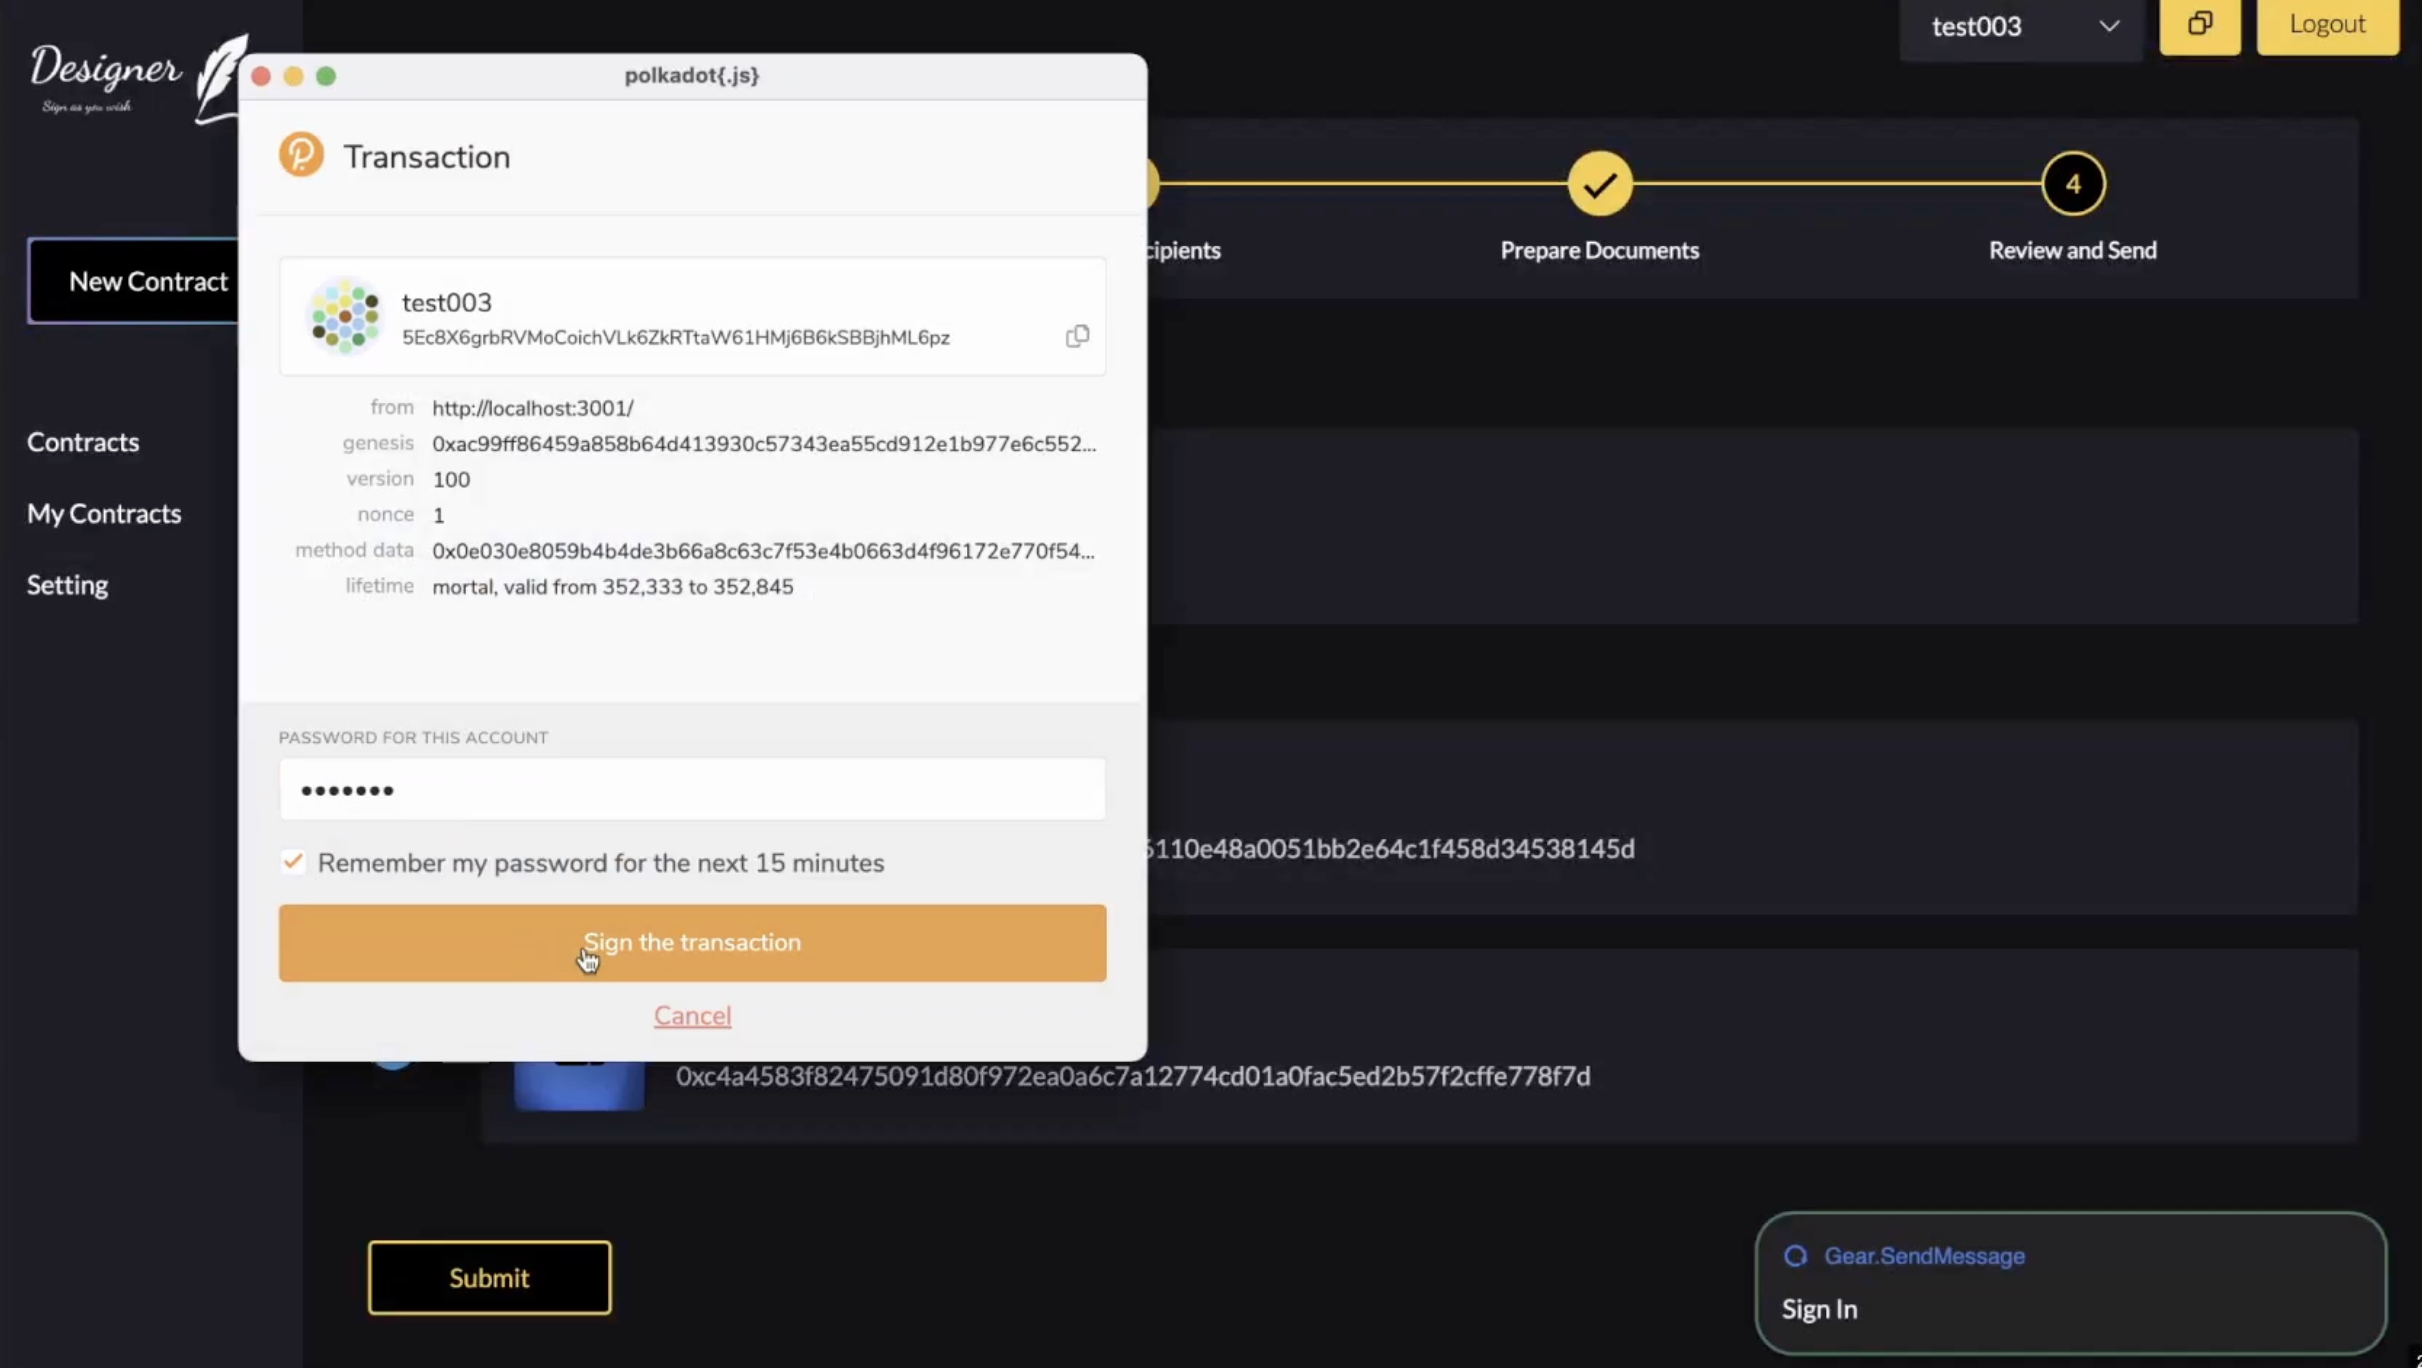 Designer
Sign as you wish
New Contract
Contracts
My Contracts
Setting
polkadot{.js}
Transaction
test003
5Ec8X6grbRVMoCoichVLk6ZkRTtaW61HMj6B6kSBBjhML6pz
from http://localhost:3001/
genesis 0xac99ff86459a858b64d413930c57343ea55cd912e1b977e6c552...
version 100
nonce 1
method data 0x0e030e8059b4b4de3b66a8c63c7f53e4b0663d4f96172e770f54...
lifetime mortal, valid from 352,333 to 352,845
PASSWORD FOR THIS ACCOUNT
•••••••
Remember my password for the next 15 minutes
Sign the transaction
Cancel
test003
Logout
4
cipients
Prepare Documents
Review and Send
5110e48a0051bb2e64c1f458d34538145d
0xc4a4583f82475091d80f972ea0a6c7a12774cd01a0fac5ed2b57f2cffe778f7d
Submit
Gear.SendMessage
Sign In